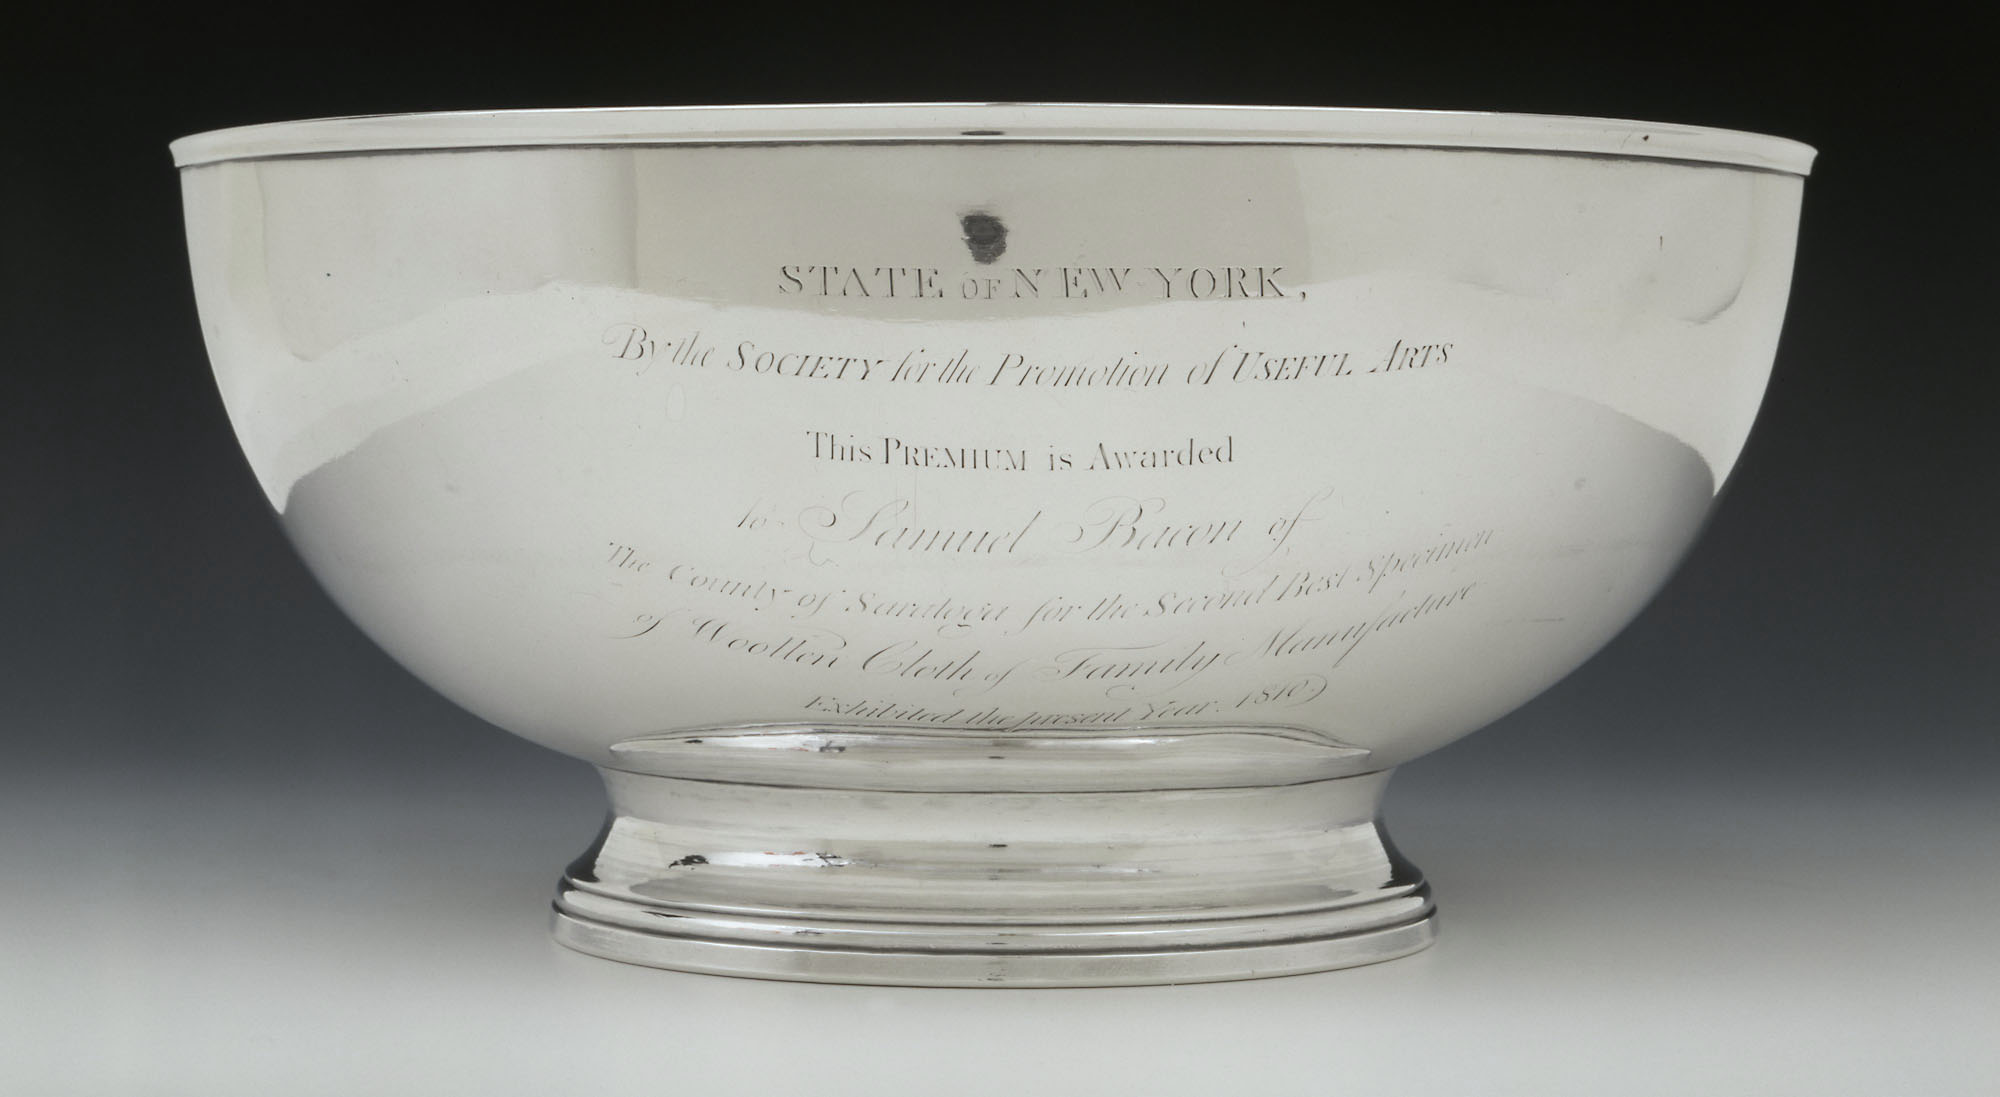 STATE OF NEW YORK,
By the SOCIETY for the Promotion of USEFUL ARTS
This PREMIUM is Awarded
to Samuel Bacon of
The County of Saratoga for the Second Best Specimen
of Woollen Cloth of Family Manufacture
Exhibited the present Year. 1810.